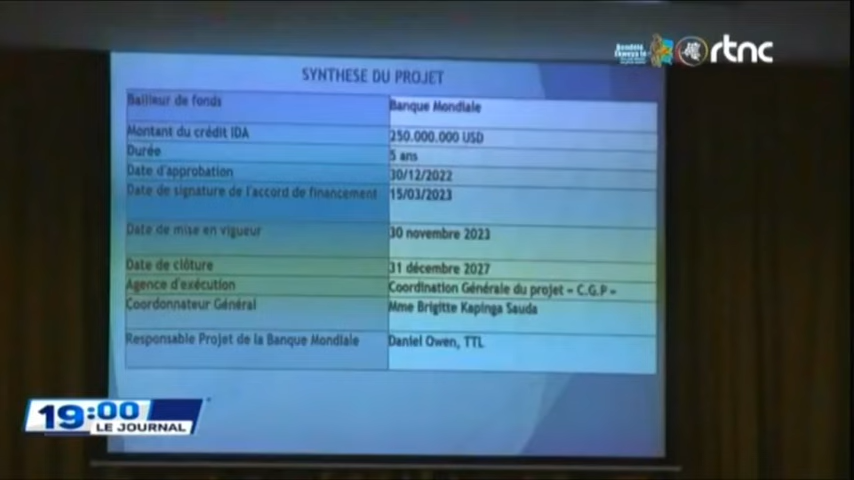 rtnc
SYNTHESE DU PROJET
Bailleur de fonds
Banque Mondiale
Montant du crédit IDA
250.000.000 USD
Durée
5 ans
Date d'approbation
30/12/2022
Date de signature de l'accord de financement
15/03/2023
Date de mise en vigueur
30 novembre 2023
Date de clôture
31 décembre 2027
Agence d'exécution
Coordination Générale du projet « C.G.P »
Coordonnateur Général
Mme Brigitte Kapinga Sauda
Responsable Projet de la Banque Mondiale
Daniel Owen, TTL
19:00
LE JOURNAL